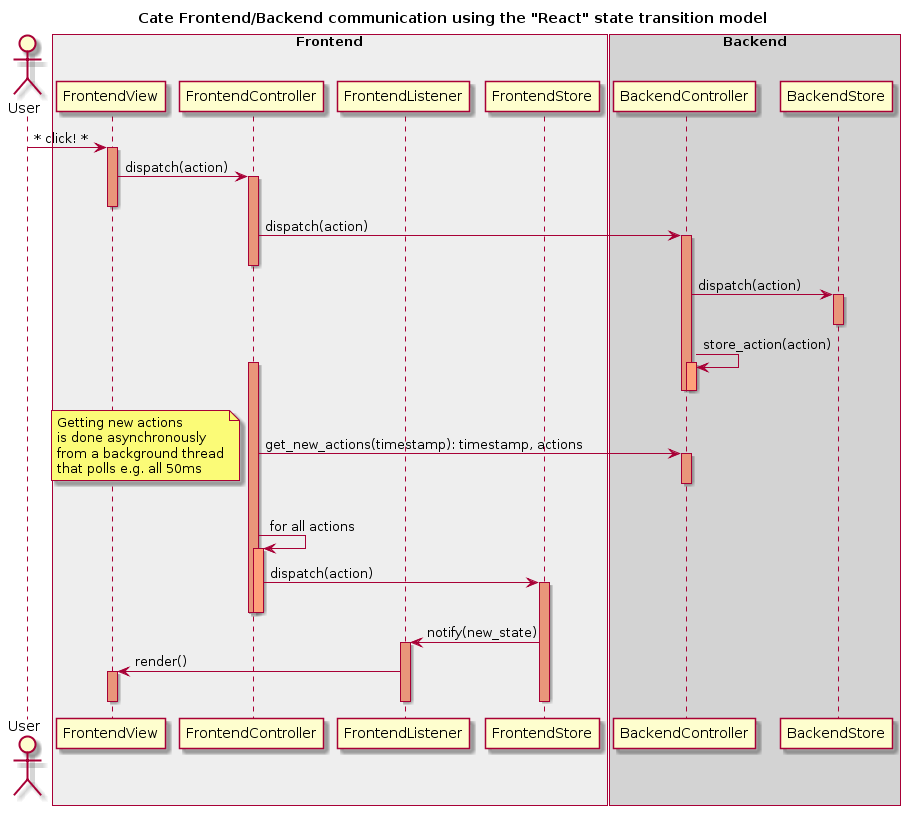 Cate Frontend/Backend communication using the "React" state transition model
Frontend
Backend
User
FrontendView
FrontendController
FrontendListener
FrontendStore
BackendController
BackendStore
* click! *
dispatch(action)
dispatch(action)
dispatch(action)
store_action(action)
Getting new actions
is done asynchronously
from a background thread
that polls e.g. all 50ms
get_new_actions(timestamp): timestamp, actions
for all actions
dispatch(action)
notify(new_state)
render()
User
FrontendView
FrontendController
FrontendListener
FrontendStore
BackendController
BackendStore